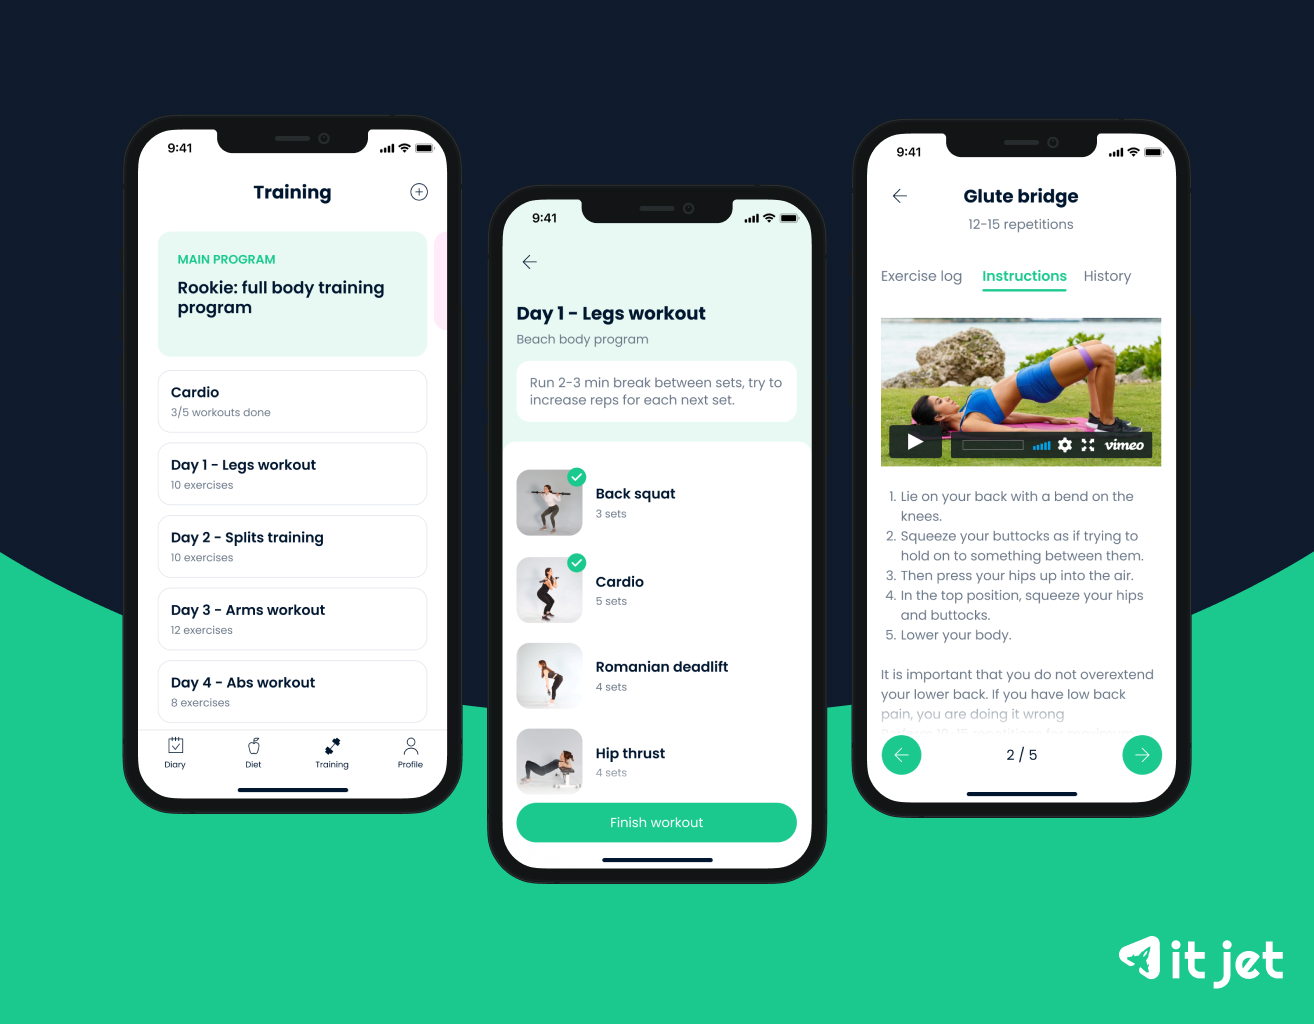 9:41
Training
MAIN PROGRAM
Rookie: full body training
program
Cardio
3/5 workouts done
Day 1 - Legs workout
10 exercises
Day 2 - Splits training
10 exercises
Day 3 - Arms workout
12 exercises
Day 4 - Abs workout
8 exercises
Diary
Diet
Training
Profile
9:41
Day 1 - Legs workout
Beach body program
Run 2-3 min break between sets, try to
increase reps for each next set.
Back squat
3 sets
Cardio
5 sets
Romanian deadlift
4 sets
Hip thrust
4 sets
Finish workout
9:41
Glute bridge
12-15 repetitions
Exercise log
Instructions
History
vimeo
1. Lie on your back with a bend on the
knees.
2. Squeeze your buttocks as if trying to
hold on to something between them.
3. Then press your hips up into the air.
4. In the top position, squeeze your hips
and buttocks.
5. Lower your body.
It is important that you do not overextend
your lower back. If you have low back
pain, you are doing it wrong
2 / 5
it jet